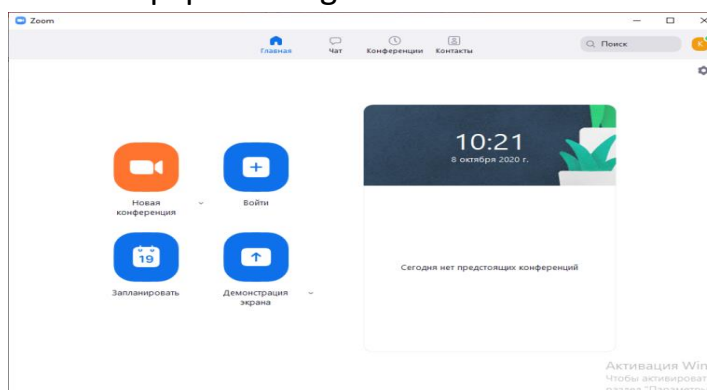 Zoom
Главная
Чат
Конференции
Контакты
Поиск
К
10:21
8 октября 2020 г.
Новая
конференция
Войти
19
Запланировать
Демонстрация
экрана
Сегодня нет предстоящих конференций
Активация Win
Чтобы активироват